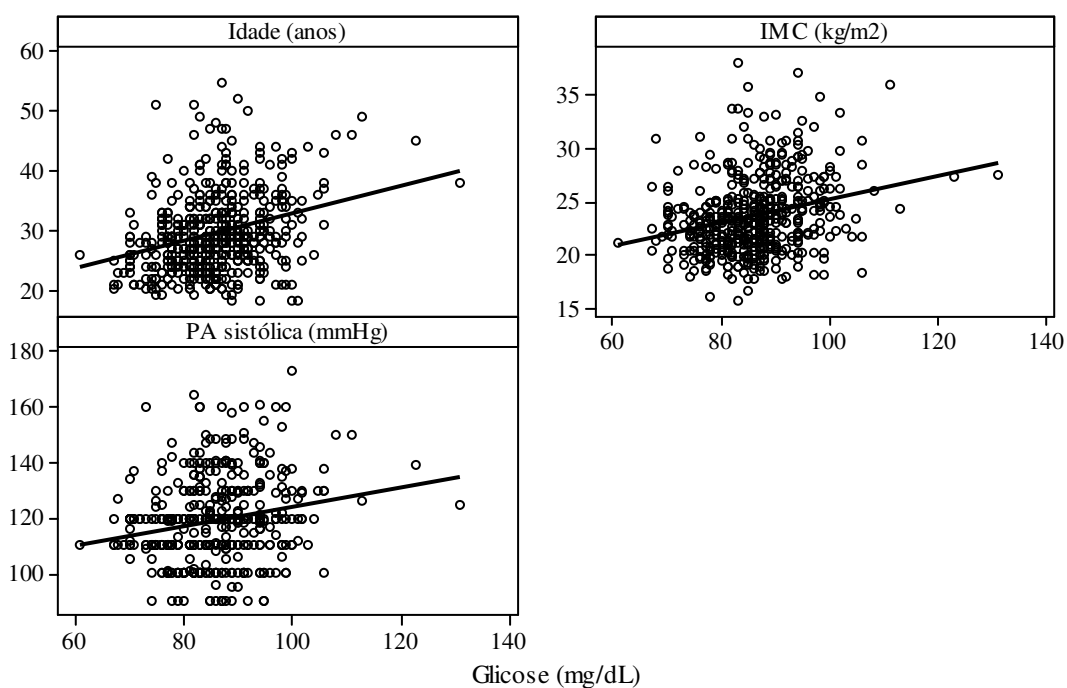 Idade (anos)
60
50
40
30
20
IMC (kg/m2)
35
30
25
20
15
60 80 100 120 140
PA sistólica (mmHg)
180
160
140
120
100
60 80 100 120 140
Glicose (mg/dL)